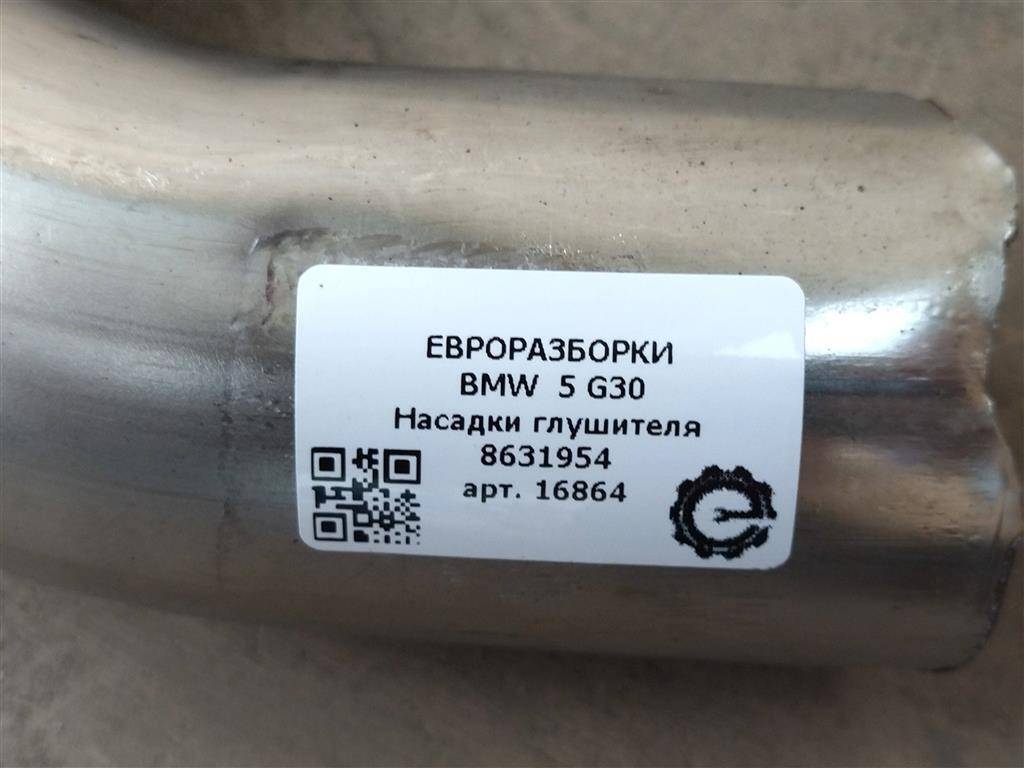 ЕВРОРАЗБОРКИ
BMW 5 G30
Насадки глушителя
8631954
арт. 16864